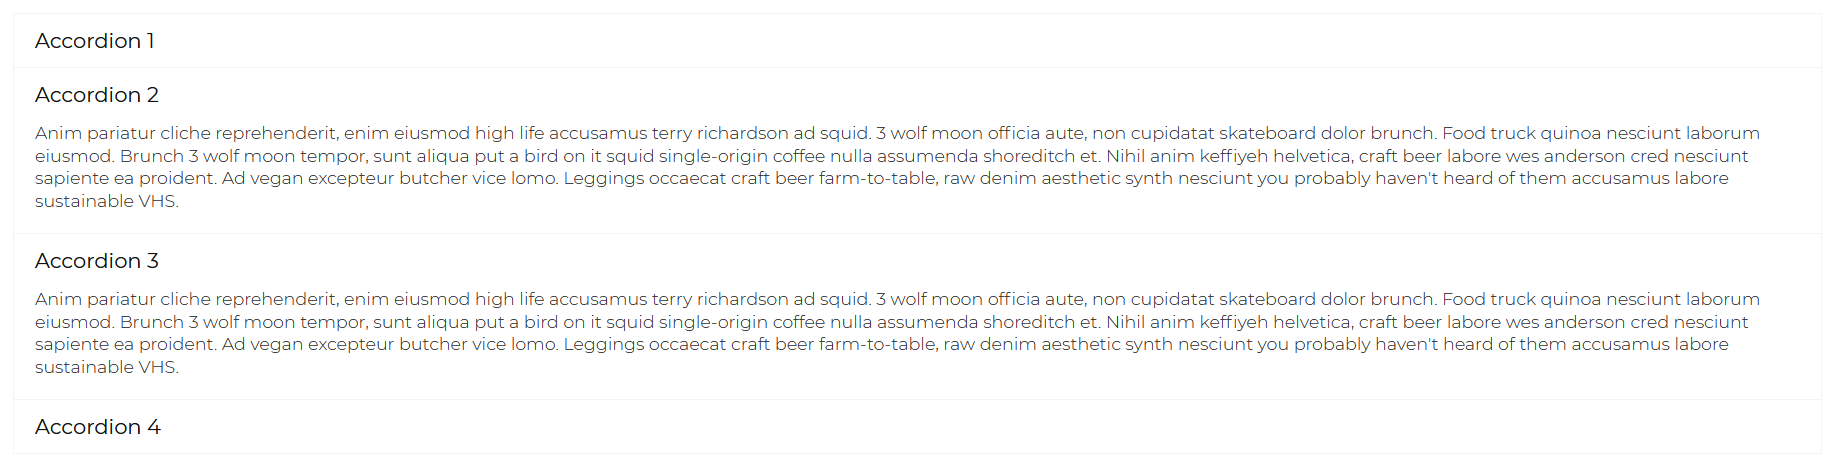 Accordion 1
Accordion 2
Anim pariatur cliche reprehenderit, enim eiusmod high life accusamus terry richardson ad squid. 3 wolf moon officia aute, non cupidatat skateboard dolor brunch. Food truck quinoa nesciunt laborum
eiusmod. Brunch 3 wolf moon tempor, sunt aliqua put a bird on it squid single-origin coffee nulla assumenda shoreditch et. Nihil anim keffiyeh helvetica, craft beer labore wes anderson cred nesciunt
sapiente ea proident. Ad vegan excepteur butcher vice lomo. Leggings occaecat craft beer farm-to-table, raw denim aesthetic synth nesciunt you probably haven't heard of them accusamus labore
sustainable VHS.
Accordion 3
Anim pariatur cliche reprehenderit, enim eiusmod high life accusamus terry richardson ad squid. 3 wolf moon officia aute, non cupidatat skateboard dolor brunch. Food truck quinoa nesciunt laborum
eiusmod. Brunch 3 wolf moon tempor, sunt aliqua put a bird on it squid single-origin coffee nulla assumenda shoreditch et. Nihil anim keffiyeh helvetica, craft beer labore wes anderson cred nesciunt
sapiente ea proident. Ad vegan excepteur butcher vice lomo. Leggings occaecat craft beer farm-to-table, raw denim aesthetic synth nesciunt you probably haven't heard of them accusamus labore
sustainable VHS.
Accordion 4